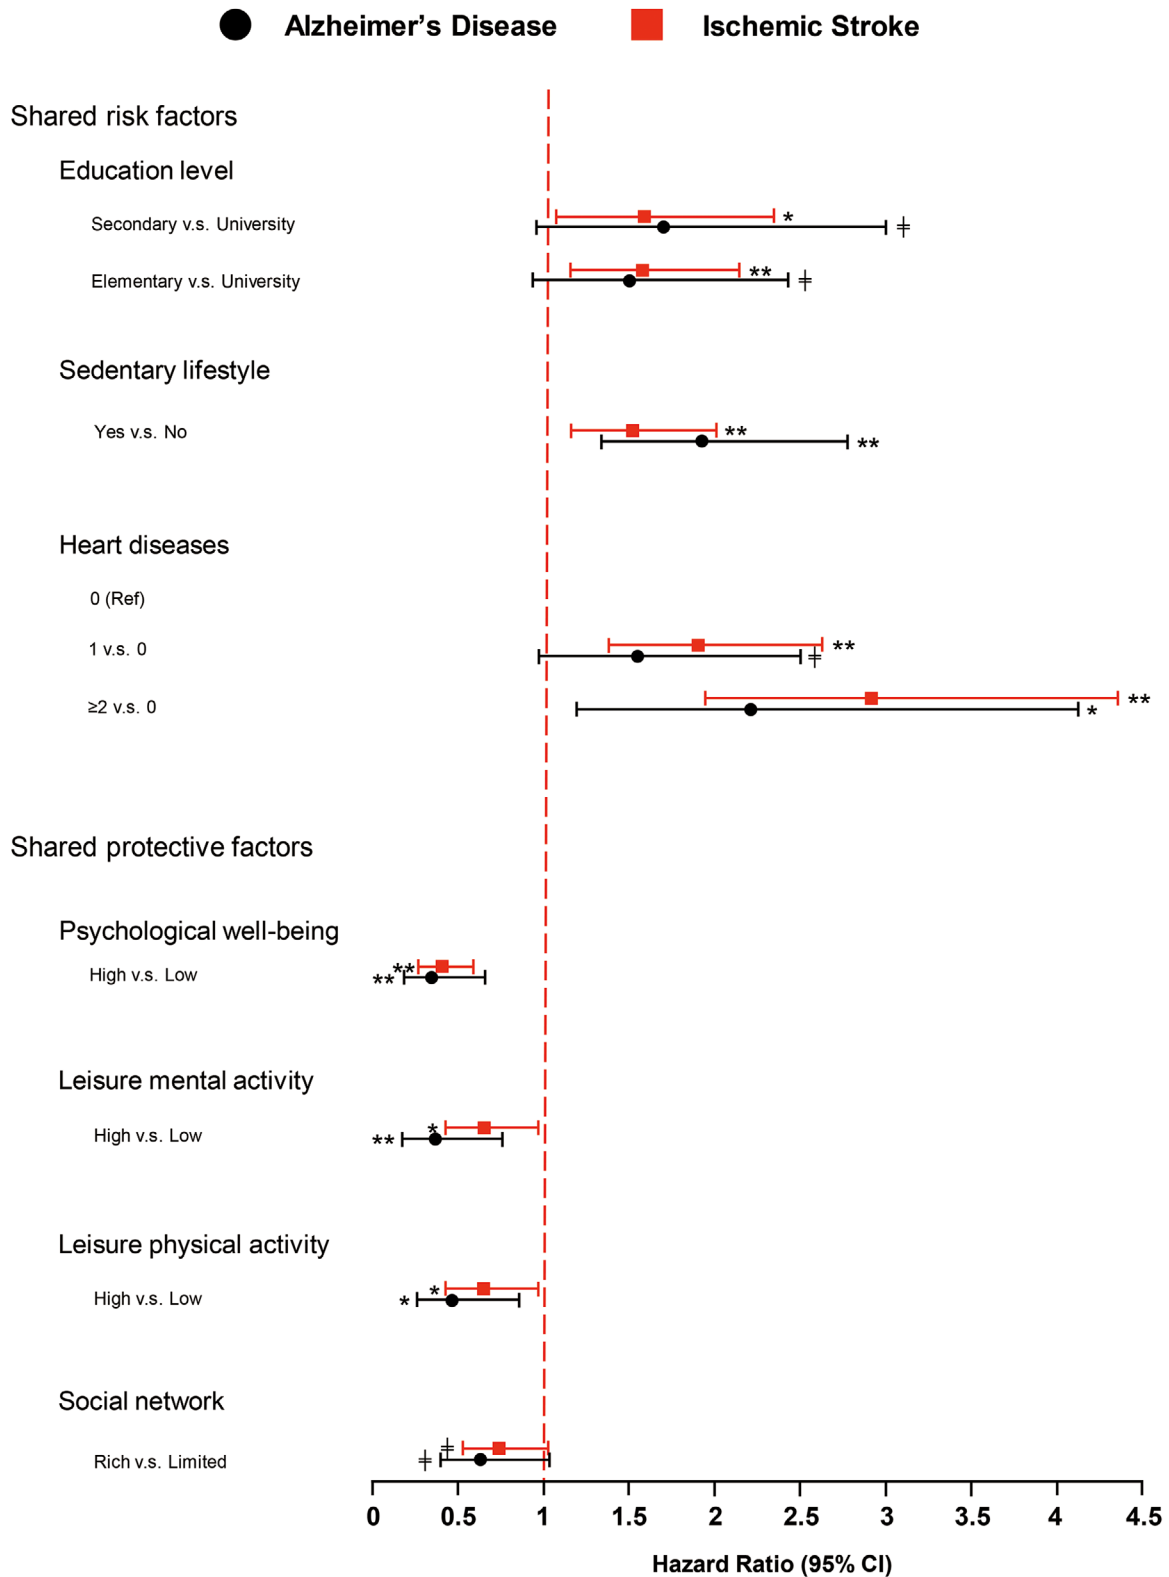 Alzheimer’s Disease Ischemic Stroke
Shared risk factors
Education level
Secondary v.s. University * ‡
Elementary v.s. University ** ‡
Sedentary lifestyle
Yes v.s. No ** **
Heart diseases
0 (Ref)
1 v.s. 0 ** ‡
≥2 v.s. 0 ** *
Shared protective factors
Psychological well-being
High v.s. Low ** **
Leisure mental activity
High v.s. Low * **
Leisure physical activity
High v.s. Low * *
Social network
Rich v.s. Limited ‡ ‡
0 0.5 1 1.5 2 2.5 3 3.5 4 4.5
Hazard Ratio (95% CI)